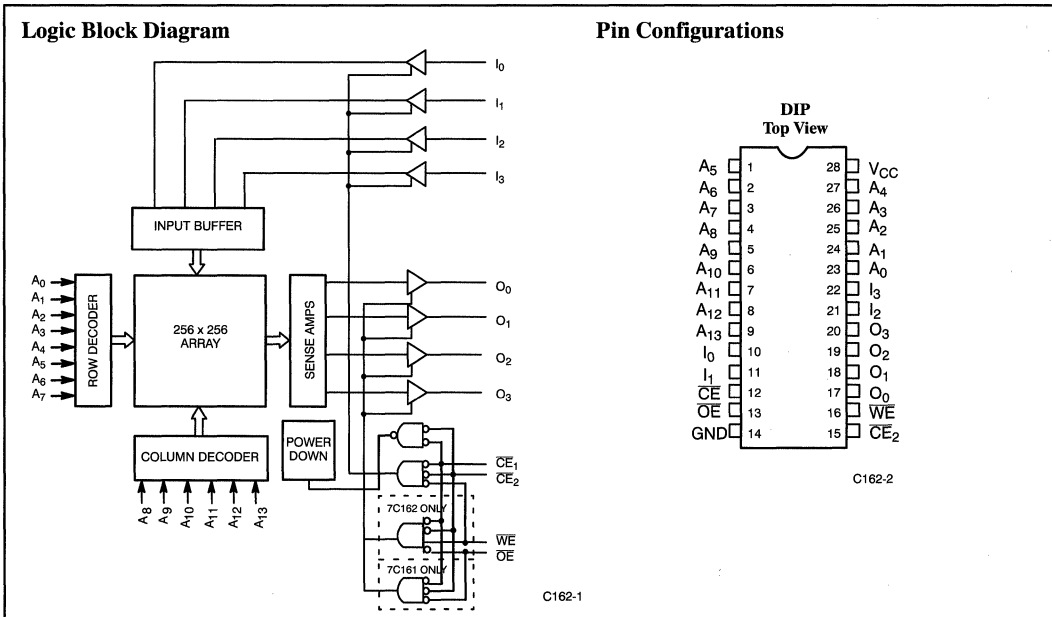 Logic Block Diagram
I0
I1
I2
I3
INPUT BUFFER
A0
A1
A2
A3
A4
A5
A6
A7
ROW DECODER
256 x 256
ARRAY
SENSE AMPS
O0
O1
O2
O3
COLUMN DECODER
A8
A9
A10
A11
A12
A13
POWER
DOWN
CE1
CE2
7C162 ONLY
WE
OE
7C161 ONLY
C162-1
Pin Configurations
DIP
Top View
A5 1 28 VCC
A6 2 27 A4
A7 3 26 A3
A8 4 25 A2
A9 5 24 A1
A10 6 23 A0
A11 7 22 I3
A12 8 21 I2
A13 9 20 O3
I0 10 19 O2
I1 11 18 O1
CE 12 17 O0
OE 13 16 WE
GND 14 15 CE2
C162-2